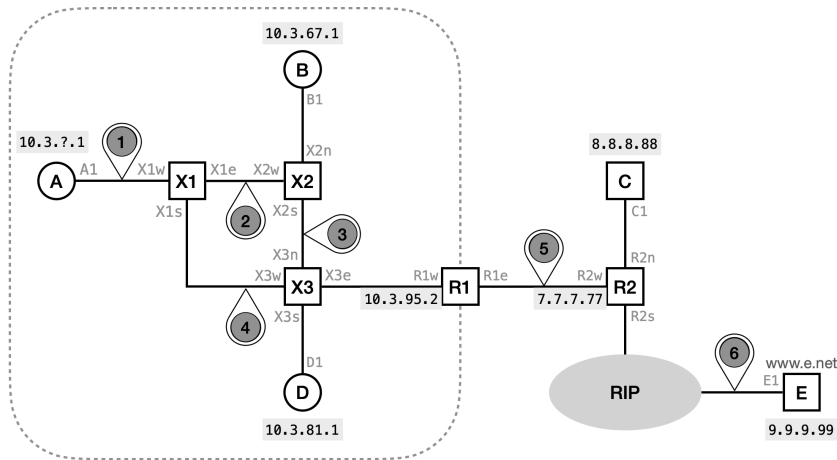 10.3.67.1
B
B1
10.3.?.1
1
8.8.8.88
A
A1
X1w
X1
X1e
X2w
X2n
X2
C
X1s
2
X2s
C1
3
5
X3n
R2n
X3w
X3
X3e
R1w
R1
R1e
R2w
R2
10.3.95.2
7.7.7.77
4
X3s
R2s
6
www.e.net
D1
E1
D
RIP
E
10.3.81.1
9.9.9.99